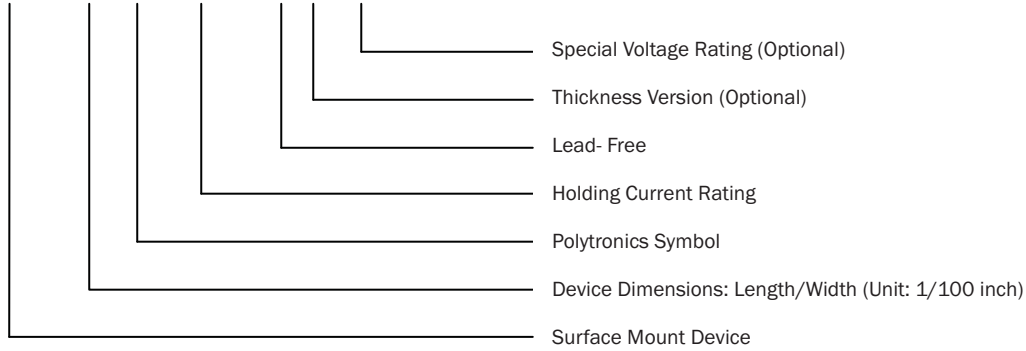 Special Voltage Rating (Optional)
Thickness Version (Optional)
Lead- Free
Holding Current Rating
Polytronics Symbol
Device Dimensions: Length/Width (Unit: 1/100 inch)
Surface Mount Device